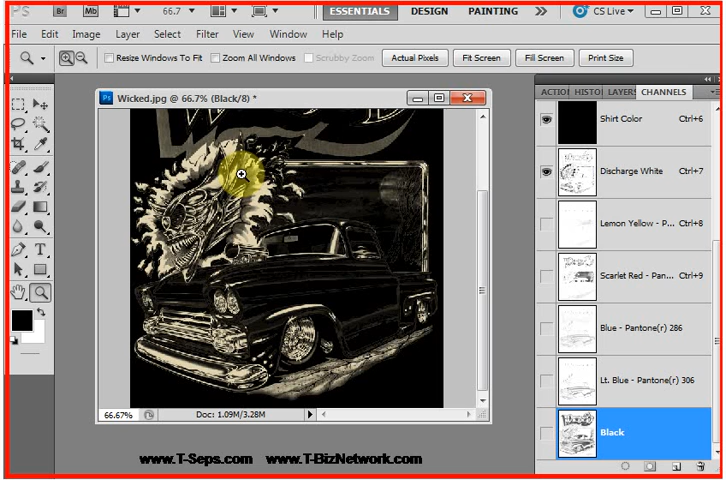 PS Br Mb 66.7 ESSENTIALS DESIGN PAINTING CS Live
File Edit Image Layer Select Filter View Window Help
Resize Windows To Fit Zoom All Windows Scrubby Zoom Actual Pixels Fit Screen Fill Screen Print Size
Ps Wicked.jpg @ 66.7% (Black/8) *
ACTIO HISTO LAYERS CHANNELS
Shirt Color Ctrl+6
Discharge White Ctrl+7
Lemon Yellow - P... Ctrl+8
Scarlet Red - Pan... Ctrl+9
Blue - Pantone(r) 286
Lt. Blue - Pantone(r) 306
Black
T
66.67% Doc: 1.09M/3.28M
www.T-Seps.com www.T-BizNetwork.com